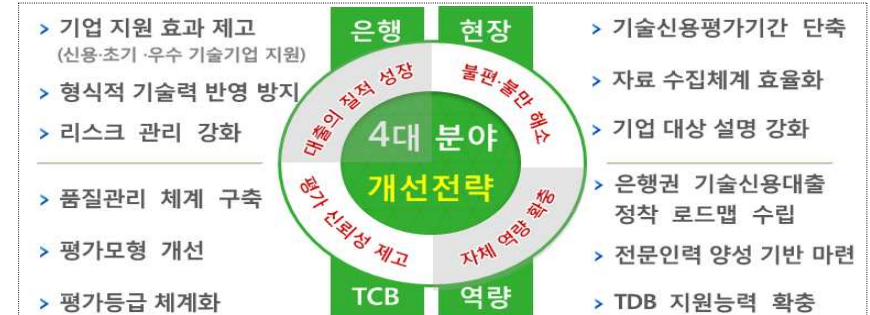 > 기업 지원 효과 제고
(신용·초기 ·우수 기술기업 지원)
> 형식적 기술력 반영 방지
> 리스크 관리 강화
> 품질관리 체계 구축
> 평가모형 개선
> 평가등급 체계화
은행 현장
대출의 질적 성장
불편·불만 해소
4대 분야
개선전략
평가 신뢰성 제고
자체 역량 확충
TCB 역량
> 기술신용평가기간 단축
> 자료 수집체계 효율화
> 기업 대상 설명 강화
> 은행권 기술신용대출
정착 로드맵 수립
> 전문인력 양성 기반 마련
> TDB 지원능력 확충